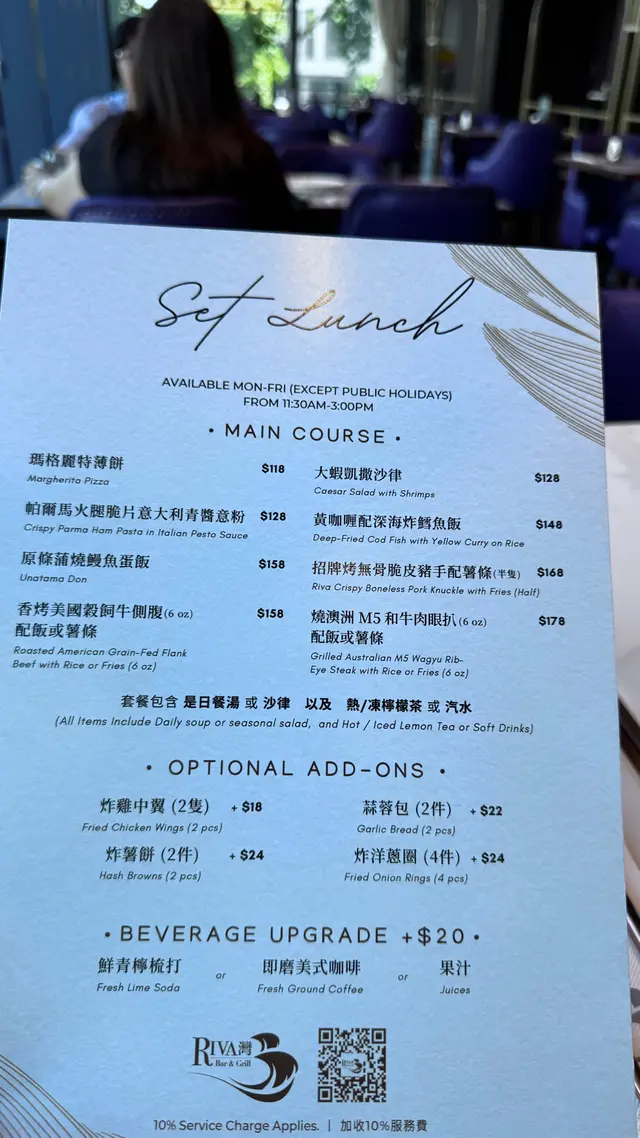 Set Lunch
AVAILABLE MON-FRI (EXCEPT PUBLIC HOLIDAYS)
FROM 11:30AM-3:00PM
• MAIN COURSE •
瑪格麗特薄餅 $118
Margherita Pizza
帕爾馬火腿脆片意大利青醬意粉 $128
Crispy Parma Ham Pasta in Italian Pesto Sauce
原條蒲燒鰻魚蛋飯 $158
Unatama Don
香烤美國穀飼牛側腹(6 oz) $158
配飯或薯條
Roasted American Grain-Fed Flank
Beef with Rice or Fries (6 oz)
大蝦凱撒沙律 $128
Caesar Salad with Shrimps
黃咖喱配深海炸鱈魚飯 $148
Deep-Fried Cod Fish with Yellow Curry on Rice
招牌烤無骨脆皮豬手配薯條(半隻) $168
Riva Crispy Boneless Pork Knuckle with Fries (Half)
燒澳洲 M5 和牛肉眼扒(6 oz) $178
配飯或薯條
Grilled Australian M5 Wagyu Rib-
Eye Steak with Rice or Fries (6 oz)
套餐包含 是日餐湯 或 沙律 以及 熱/凍檸檬茶 或 汽水
(All Items Include Daily soup or seasonal salad, and Hot / Iced Lemon Tea or Soft Drinks)
• OPTIONAL ADD-ONS •
炸雞中翼 (2隻) + $18
Fried Chicken Wings (2 pcs)
蒜蓉包 (2件) + $22
Garlic Bread (2 pcs)
炸薯餅 (2件) + $24
Hash Browns (2 pcs)
炸洋蔥圈 (4件) + $24
Fried Onion Rings (4 pcs)
• BEVERAGE UPGRADE +$20 •
鮮青檸梳打 or 即磨美式咖啡 or 果汁
Fresh Lime Soda Fresh Ground Coffee Juices
RIVA灣
Bar & Grill
10% Service Charge Applies. | 加收10%服務費